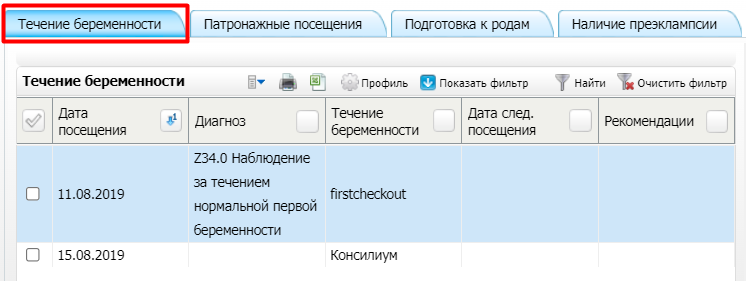 Течение беременности Патронажные посещения Подготовка к родам Наличие преэклампсии
Течение беременности Профиль Показать фильтр Найти Очистить фильтр
Дата посещения Диагноз Течение беременности Дата след. посещения Рекомендации
11.08.2019 Z34.0 Наблюдение за течением нормальной первой беременности firstcheckout
15.08.2019 Консилиум